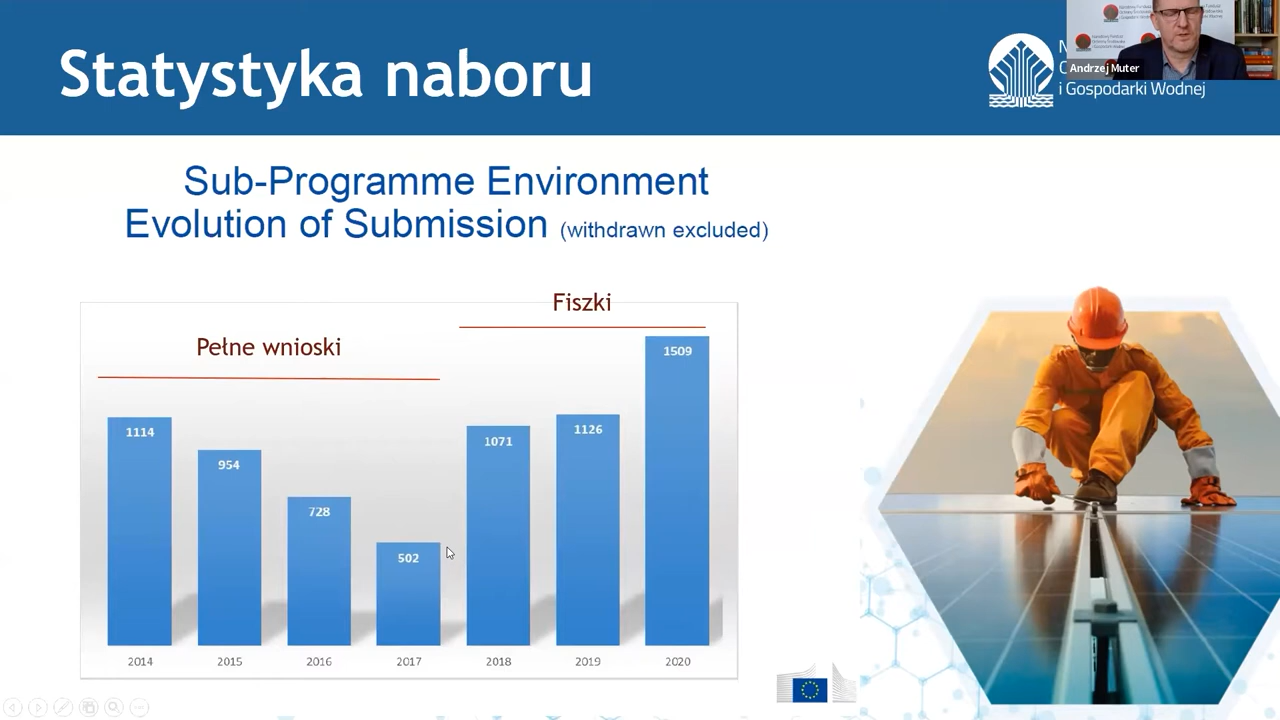 Statystyka naboru
Andrzej Muter
i Gospodarki Wodnej
Sub-Programme Environment
Evolution of Submission (withdrawn excluded)
Fiszki
Pełne wnioski
1509
1114
1126
1071
954
728
502
2014 2015 2016 2017 2018 2019 2020